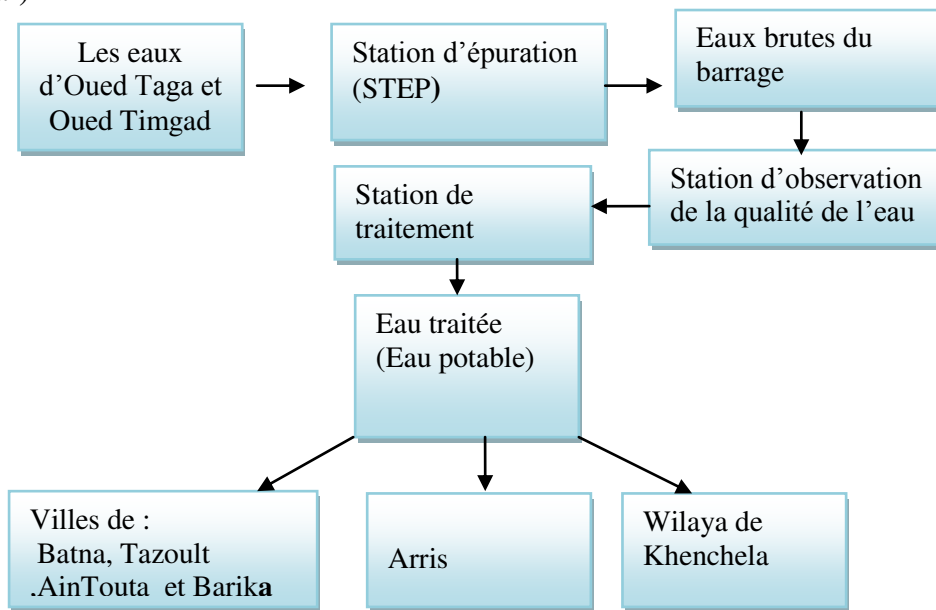 Les eaux
d'Oued Taga et
Oued Timgad
Station d'épuration
(STEP)
Eaux brutes du
barrage
Station d'observation
de la qualité de l'eau
Station de
traitement
Eau traitée
(Eau potable)
Villes de :
Batna, Tazoult
.AinTouta et Barika
Arris
Wilaya de
Khenchela